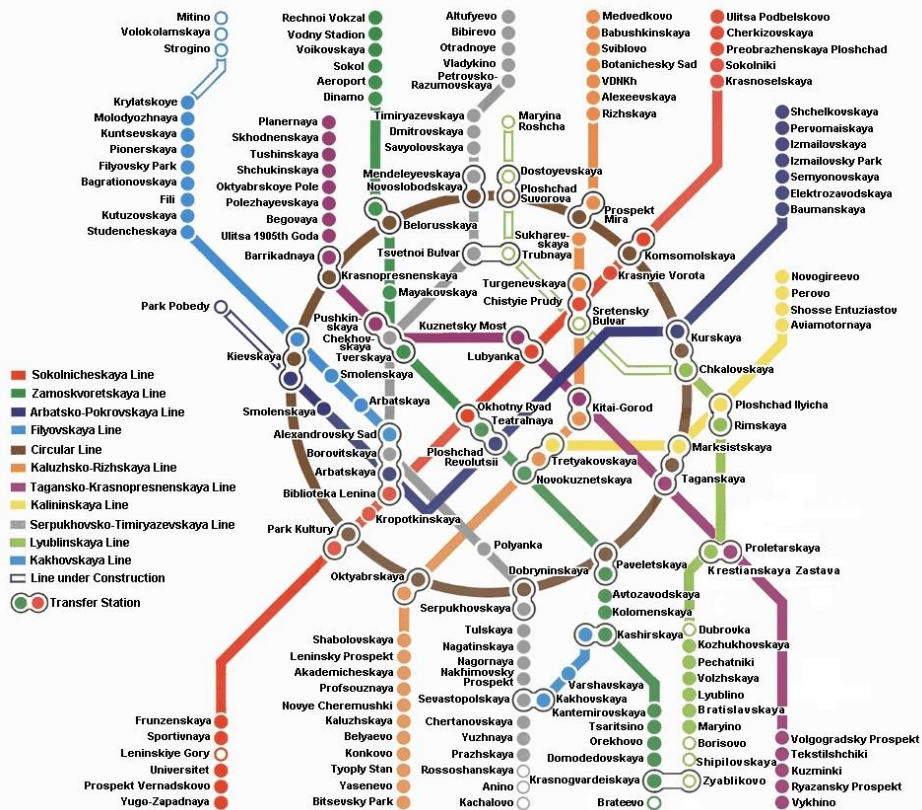 Mitino
Volokolamskaya
Strogino
Krylatskoye
Molodyozhnaya
Kuntsevskaya
Pionerskaya
Filyovsky Park
Bagrationovskaya
Fili
Kutuzovskaya
Studencheskaya
Park Pobedy
Rechnoi Vokzal
Vodny Stadion
Voikovskaya
Sokol
Aeroport
Dinamo
Planernaya
Skhodnenskaya
Tushinskaya
Shchukinskaya
Oktyabrskoye Pole
Polezhayevskaya
Begovaya
Ulitsa 1905th Goda
Barrikadnaya
Krasnopresnenskaya
Belorusskaya
Mayakovskaya
Altufyevo
Bibirevo
Otradnoye
Vladykino
Petrovsko-
Razumovskaya
Timiryazevskaya
Dmitrovskaya
Savyolovskaya
Mendeleyevskaya
Novoslobodskaya
Tsvetnoi Bulvar
Maryina
Roshcha
Dostoyevskaya
Ploshchad
Suvorova
Sukharev-
skaya
Trubnaya
Turgenevskaya
Chistyie Prudy
Sretensky
Bulvar
Medvedkovo
Babushkinskaya
Sviblovo
Botanichesky Sad
VDNKh
Alexeevskaya
Rizhskaya
Prospekt
Mira
Ulitsa Podbelskovo
Cherkizovskaya
Preobrazhenskaya Ploshchad
Sokolniki
Krasnoselskaya
Komsomolskaya
Krasnyie Vorota
Shchelkovskaya
Pervomaiskaya
Izmailovskaya
Izmailovsky Park
Semyonovskaya
Elektrozavodskaya
Baumanskaya
Kurskaya
Chkalovskaya
Novogireevo
Perovo
Shosse Entuziastov
Aviamotornaya
Ploshchad Ilyicha
Rimskaya
Marksistskaya
Taganskaya
Pushkin-
skaya
Chekhov-
skaya
Tverskaya
Kuznetsky Most
Lubyanka
Kitai-Gorod
Kievskaya
Smolenskaya
Arbatskaya
Smolenskaya
Alexandrovsky Sad
Borovitskaya
Arbatskaya
Biblioteka Lenina
Kropotkinskaya
Okhotny Ryad
Teatralnaya
Ploshchad
Revolutsii
Tretyakovskaya
Novokuznetskaya
Park Kultury
Oktyabrskaya
Polyanka
Dobryninskaya
Serpukhovskaya
Paveletskaya
Avtozavodskaya
Kolomenskaya
Kashirskaya
Varshavskaya
Kakhovskaya
Kantemirovskaya
Tsaritsino
Orekhovo
Domodedovskaya
Krasnogvardeiskaya
Brateevo
Proletarskaya
Krestianskaya Zastava
Dubrovka
Kozhukhovskaya
Pechatniki
Volzhskaya
Lyublino
Bratislavskaya
Maryino
Borisovo
Shipilovskaya
Zyablikovo
Volgogradsky Prospekt
Tekstilshchiki
Kuzminki
Ryazansky Prospekt
Vykhino
Tulskaya
Nagatinskaya
Nagornaya
Nakhimovsky
Prospekt
Sevastopolskaya
Chertanovskaya
Yuzhnaya
Prazhskaya
Rossoshanskaya
Anino
Kachalovo
Shabolovskaya
Leninsky Prospekt
Akademicheskaya
Profsouznaya
Novye Cheremushki
Kaluzhskaya
Belyaevo
Konkovo
Tyoply Stan
Yasenevo
Bitsevsky Park
Frunzenskaya
Sportivnaya
Leninskiye Gory
Universitet
Prospekt Vernadskovo
Yugo-Zapadnaya
Sokolnicheskaya Line
Zamoskvoretskaya Line
Arbatsko-Pokrovskaya Line
Filyovskaya Line
Circular Line
Kaluzhsko-Rizhskaya Line
Tagansko-Krasnopresnenskaya Line
Kalininskaya Line
Serpukhovsko-Timiryazevskaya Line
Lyublinskaya Line
Kakhovskaya Line
Line under Construction
Transfer Station